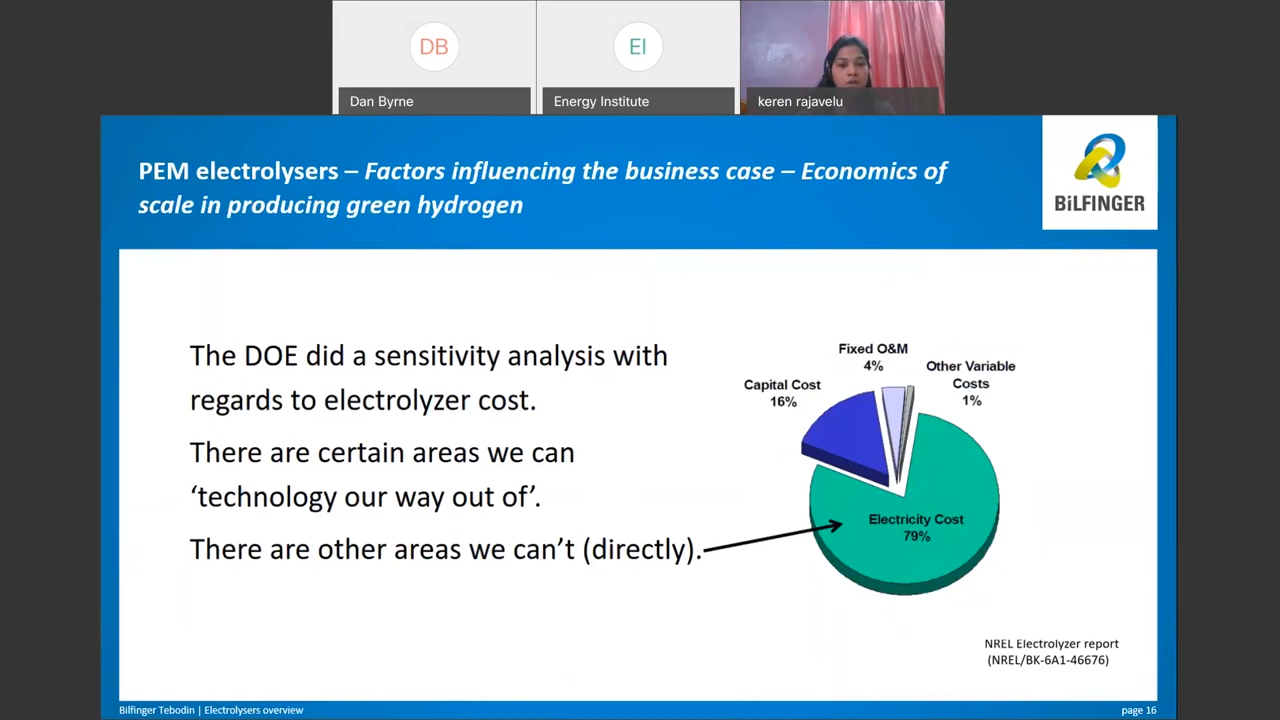 DB
EI
Dan Byrne
Energy Institute
keren rajavelu
PEM electrolysers – Factors influencing the business case – Economics of
scale in producing green hydrogen
BiLFINGER
The DOE did a sensitivity analysis with
regards to electrolyzer cost.
There are certain areas we can
‘technology our way out of’.
There are other areas we can’t (directly).
Fixed O&M
4%
Other Variable
Costs
1%
Capital Cost
16%
Electricity Cost
79%
NREL Electrolyzer report
(NREL/BK-6A1-46676)
Bilfinger Tebodin | Electrolysers overview
page 16